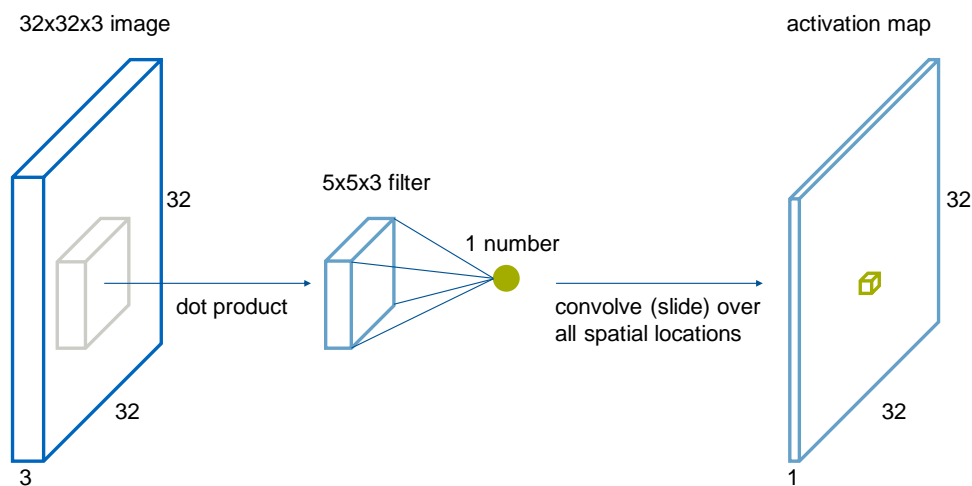 32x32x3 image
activation map
5x5x3 filter
32
32
1 number
dot product
convolve (slide) over
all spatial locations
32
32
3
1